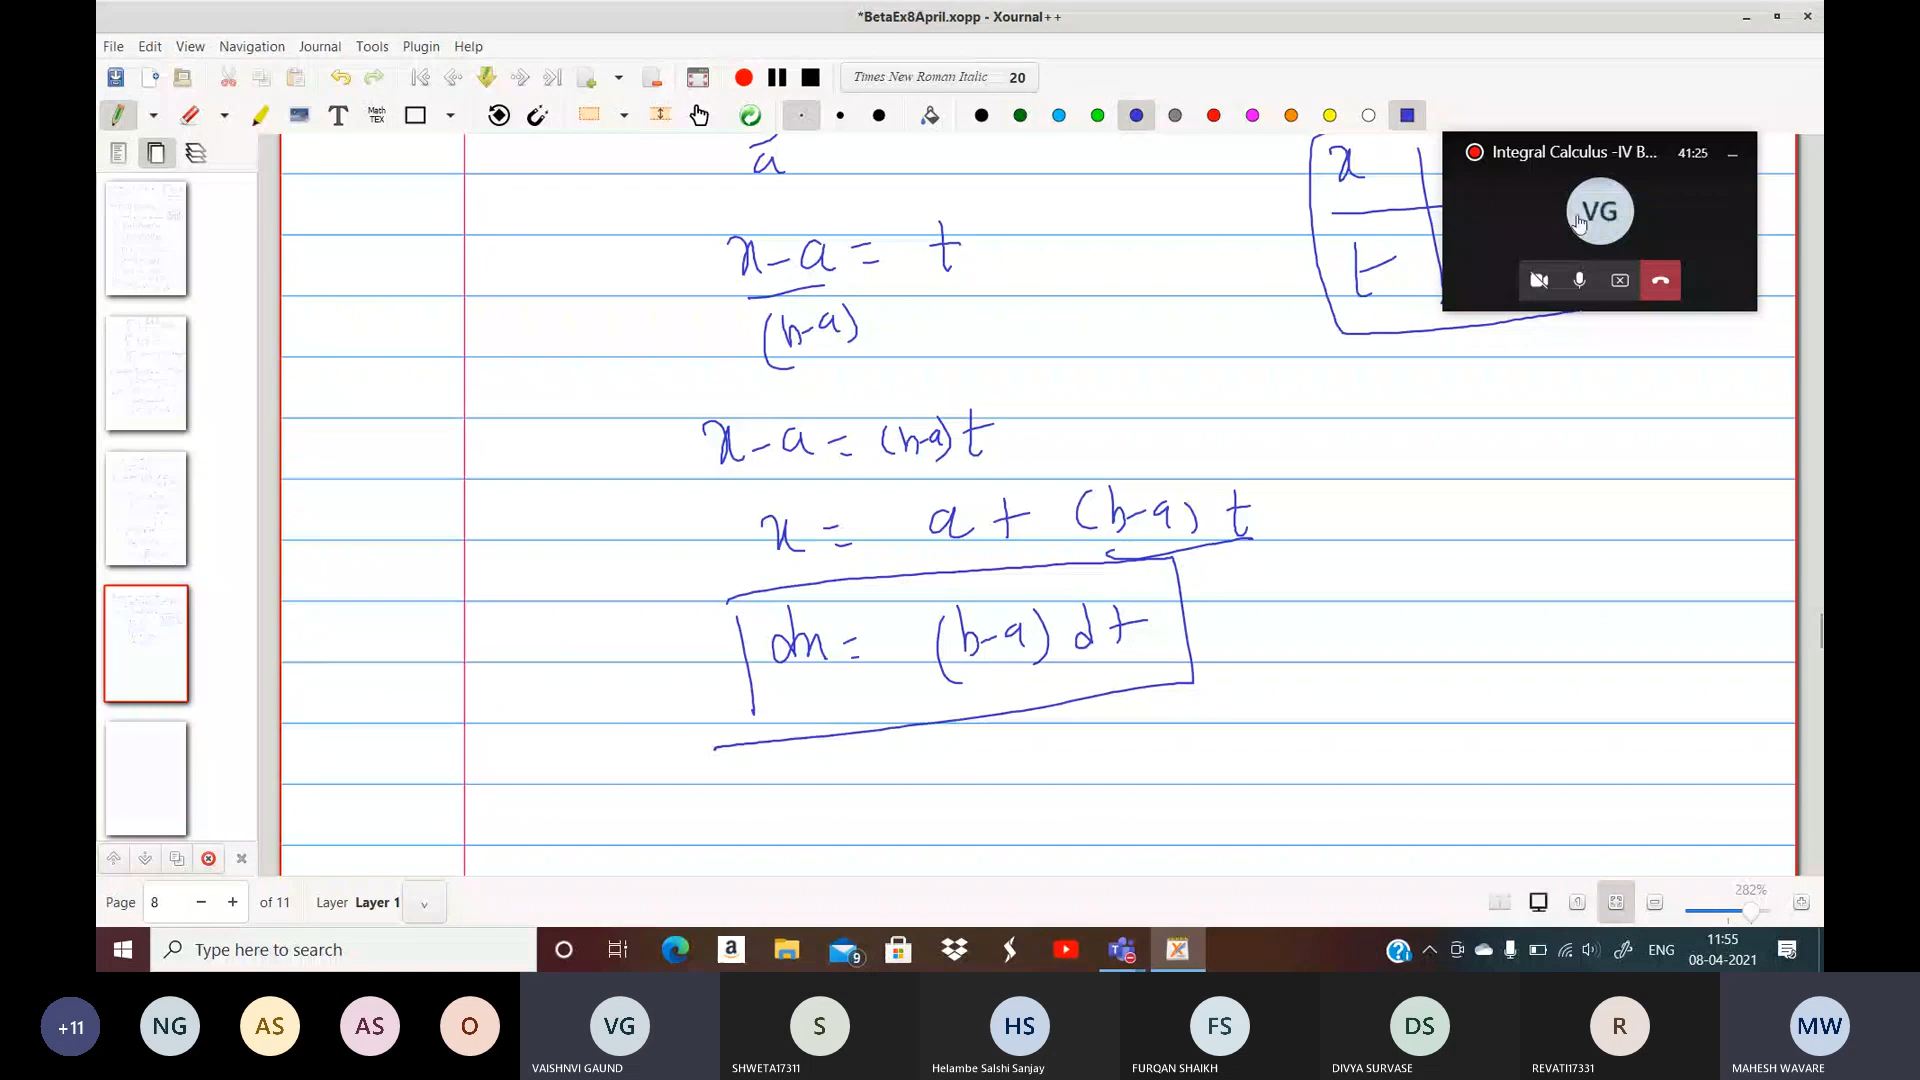 *BetaEx8April.xopp - Xournal++
File Edit View Navigation Journal Tools Plugin Help
Times New Roman Italic 20
T Math TEX
a
x
t
Integral Calculus -IV B... 41:25
VG
x-a = t
(b-a)
x-a = (b-a)t
x = a + (b-a) t
dx = (b-a) dt
Page 8 - + of 11 Layer Layer 1
282%
Type here to search
a
9
ENG
11:55
08-04-2021
+11 NG AS AS O VG S HS FS DS R MW
VAISHNVI GAUND SHWETA17311 Helambe Salshi Sanjay FURQAN SHAIKH DIVYA SURVASE REVATI17331 MAHESH WAVARE